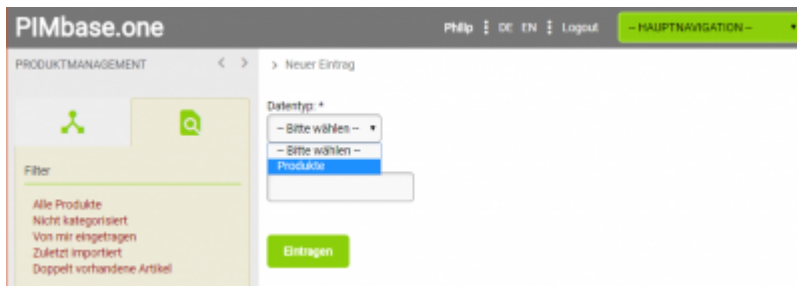 PIMbase.one
Philip DE EN Logout -- HAUPTNAVIGATION --
PRODUKTMANAGEMENT
> Neuer Eintrag
Datentyp: *
-- Bitte wählen --
-- Bitte wählen --
Produkte
Filter
Alle Produkte
Nicht kategorisiert
Von mir eingetragen
Zuletzt importiert
Doppelt vorhandene Artikel
Eintragen